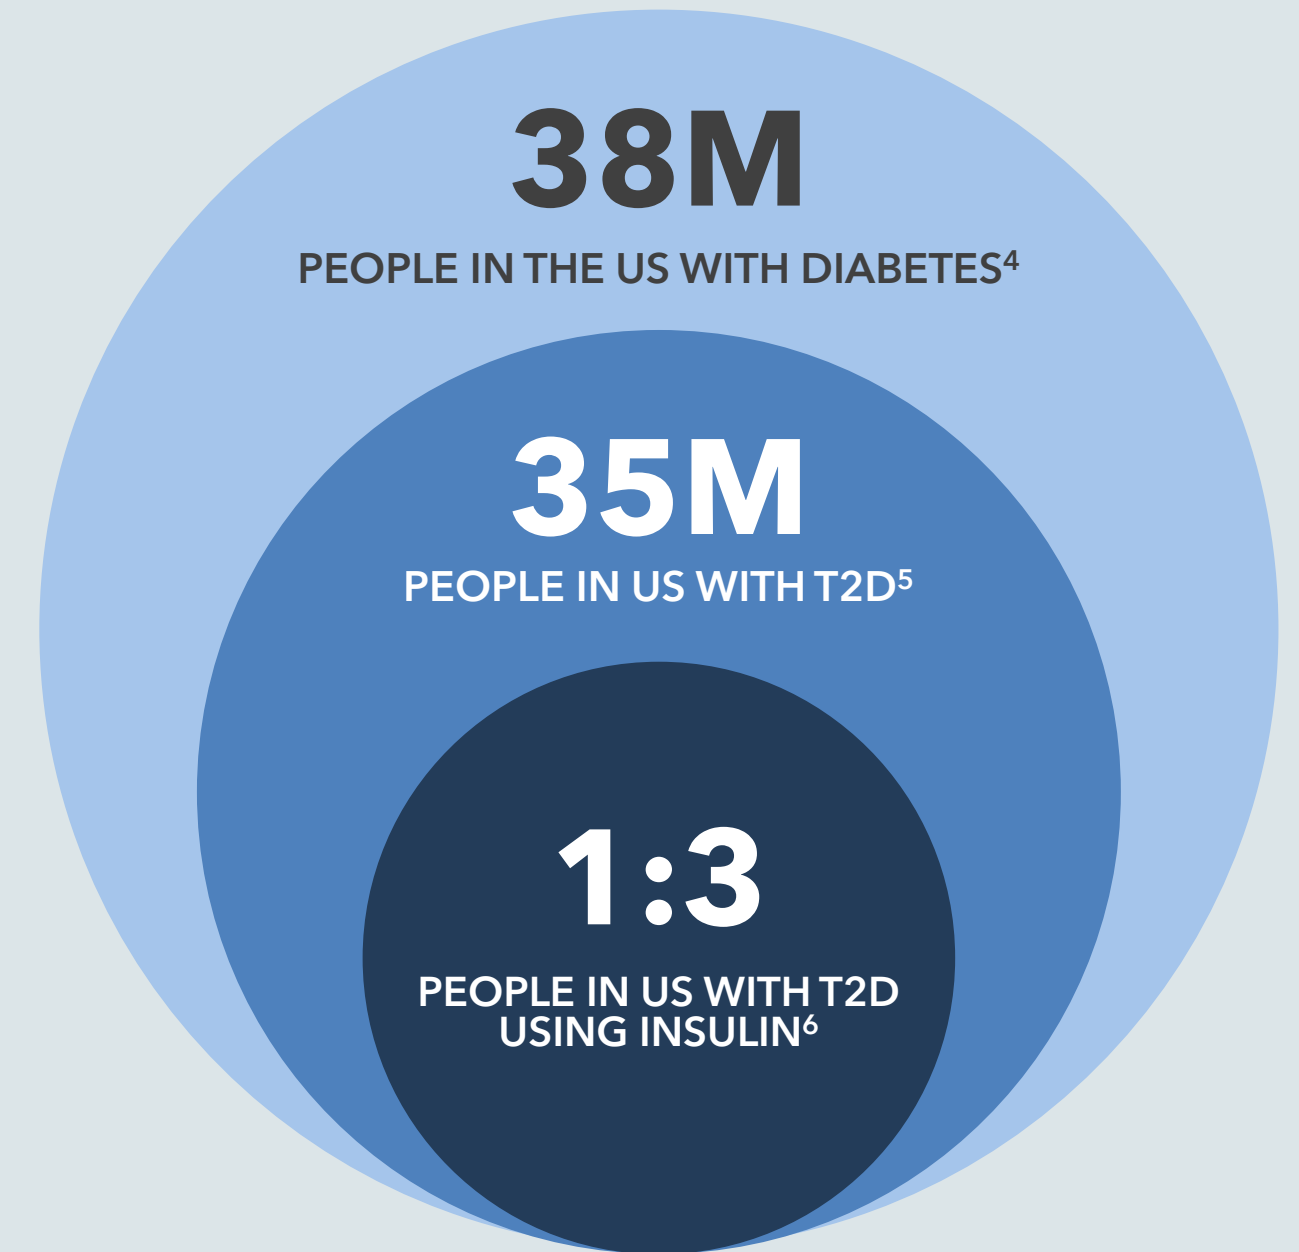 38M
PEOPLE IN THE US WITH DIABETES⁴
35M
PEOPLE IN US WITH T2D⁵
1:3
PEOPLE IN US WITH T2D
USING INSULIN⁶